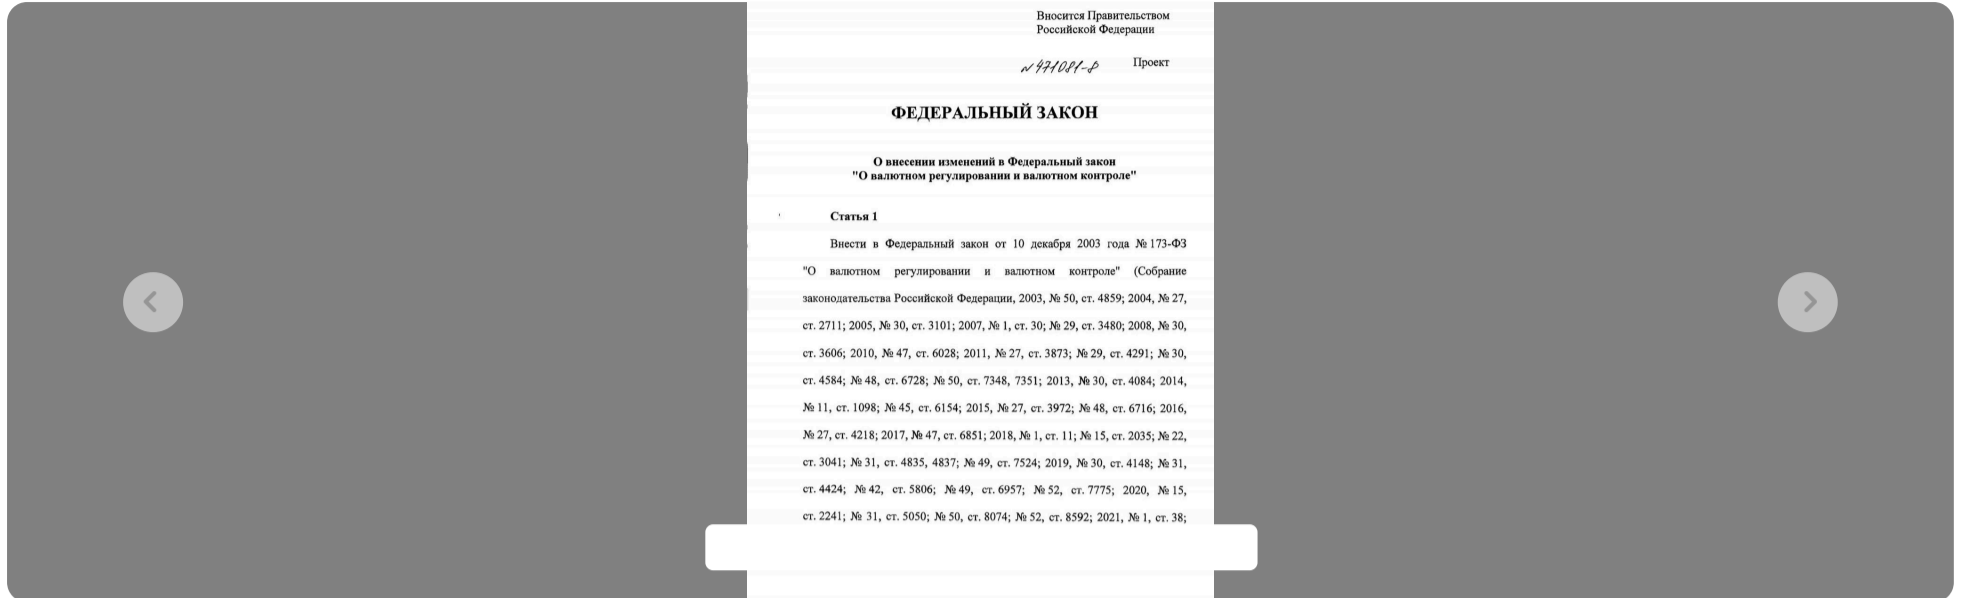 Вносится Правительством
Российской Федерации
№ 471081-8 Проект
ФЕДЕРАЛЬНЫЙ ЗАКОН
О внесении изменений в Федеральный закон
"О валютном регулировании и валютном контроле"
Статья 1
Внести в Федеральный закон от 10 декабря 2003 года № 173-ФЗ
"О валютном регулировании и валютном контроле" (Собрание
законодательства Российской Федерации, 2003, № 50, ст. 4859; 2004, № 27,
ст. 2711; 2005, № 30, ст. 3101; 2007, № 1, ст. 30; № 29, ст. 3480; 2008, № 30,
ст. 3606; 2010, № 47, ст. 6028; 2011, № 27, ст. 3873; № 29, ст. 4291; № 30,
ст. 4584; № 48, ст. 6728; № 50, ст. 7348, 7351; 2013, № 30, ст. 4084; 2014,
№ 11, ст. 1098; № 45, ст. 6154; 2015, № 27, ст. 3972; № 48, ст. 6716; 2016,
№ 27, ст. 4218; 2017, № 47, ст. 6851; 2018, № 1, ст. 11; № 15, ст. 2035; № 22,
ст. 3041; № 31, ст. 4835, 4837; № 49, ст. 7524; 2019, № 30, ст. 4148; № 31,
ст. 4424; № 42, ст. 5806; № 49, ст. 6957; № 52, ст. 7775; 2020, № 15,
ст. 2241; № 31, ст. 5050; № 50, ст. 8074; № 52, ст. 8592; 2021, № 1, ст. 38;